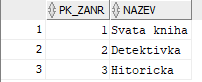 PK_ZANR NAZEV
1 1 Svata kniha
2 2 Detektivka
3 3 Hitoricka